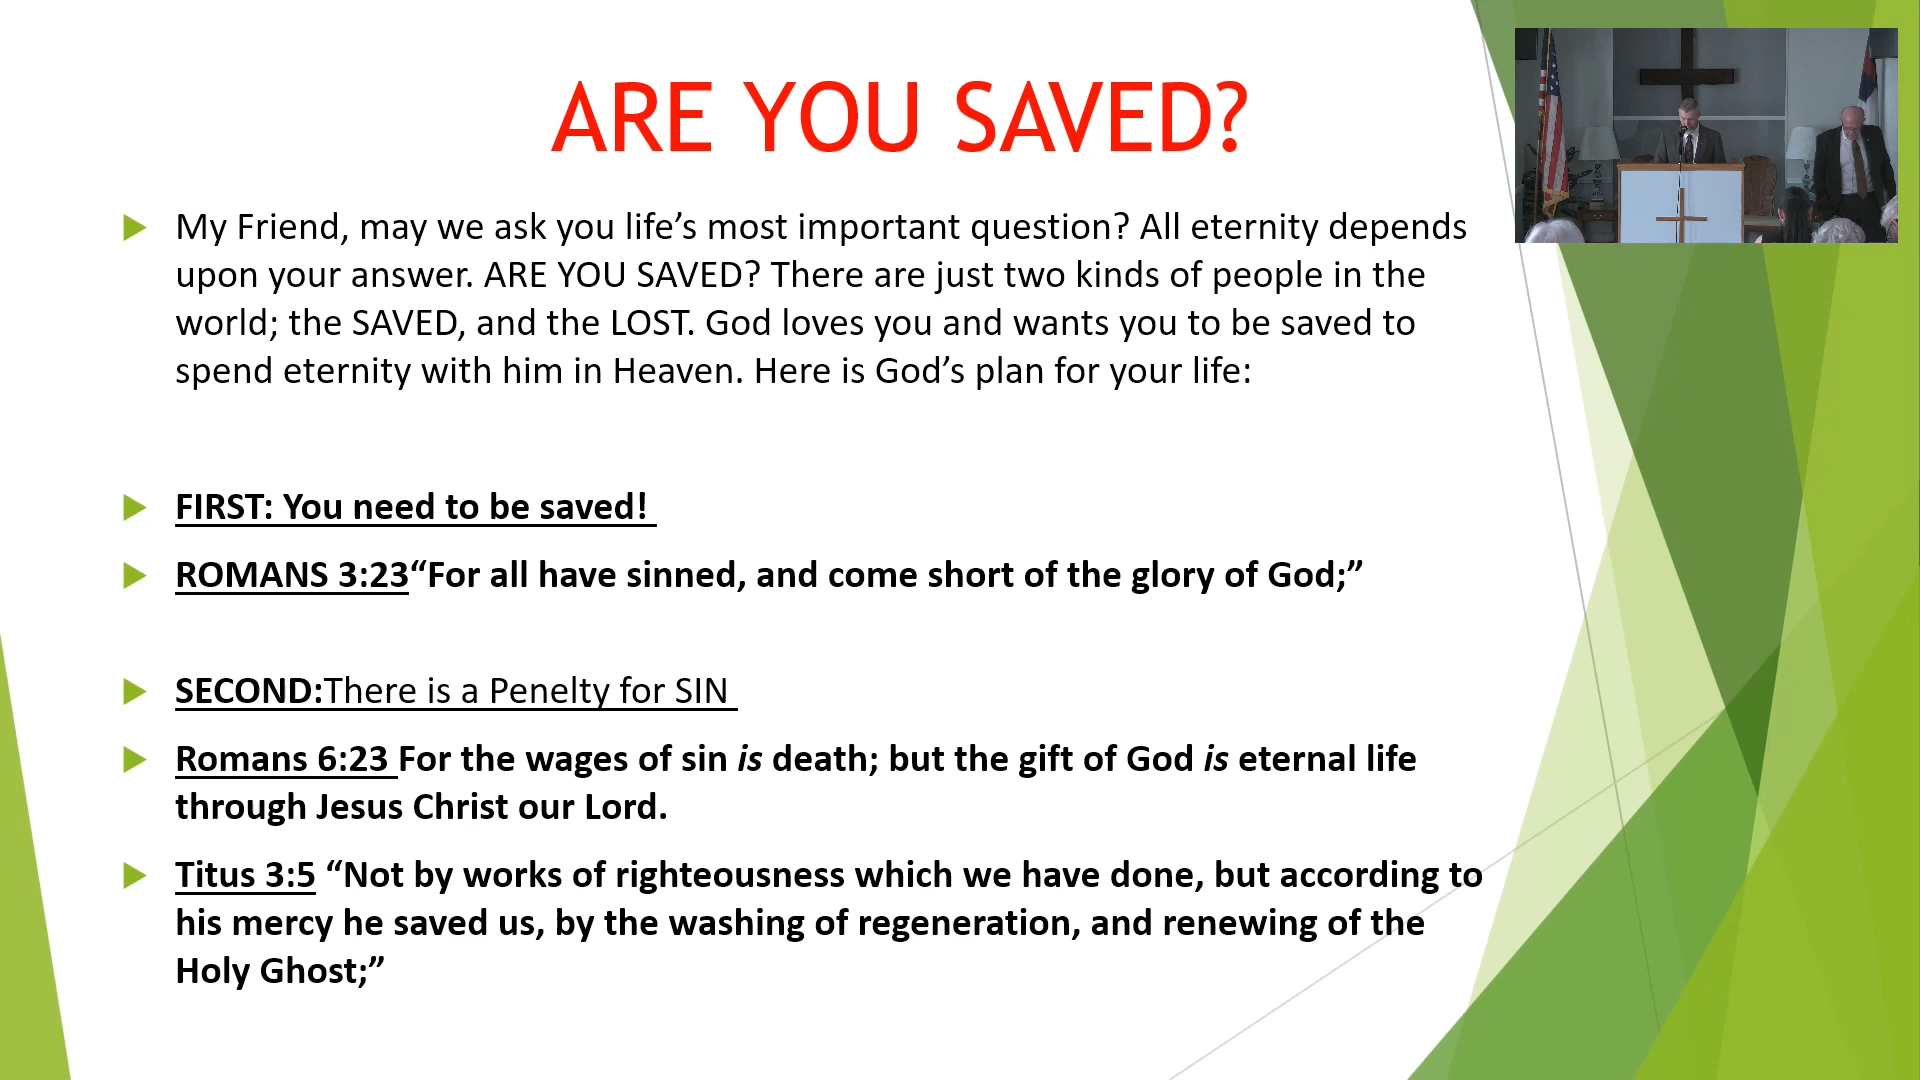 ARE YOU SAVED?
My Friend, may we ask you life’s most important question? All eternity depends
upon your answer. ARE YOU SAVED? There are just two kinds of people in the
world; the SAVED, and the LOST. God loves you and wants you to be saved to
spend eternity with him in Heaven. Here is God’s plan for your life:
FIRST: You need to be saved!
ROMANS 3:23“For all have sinned, and come short of the glory of God;”
SECOND:There is a Penelty for SIN
Romans 6:23 For the wages of sin is death; but the gift of God is eternal life
through Jesus Christ our Lord.
Titus 3:5 “Not by works of righteousness which we have done, but according to
his mercy he saved us, by the washing of regeneration, and renewing of the
Holy Ghost;”